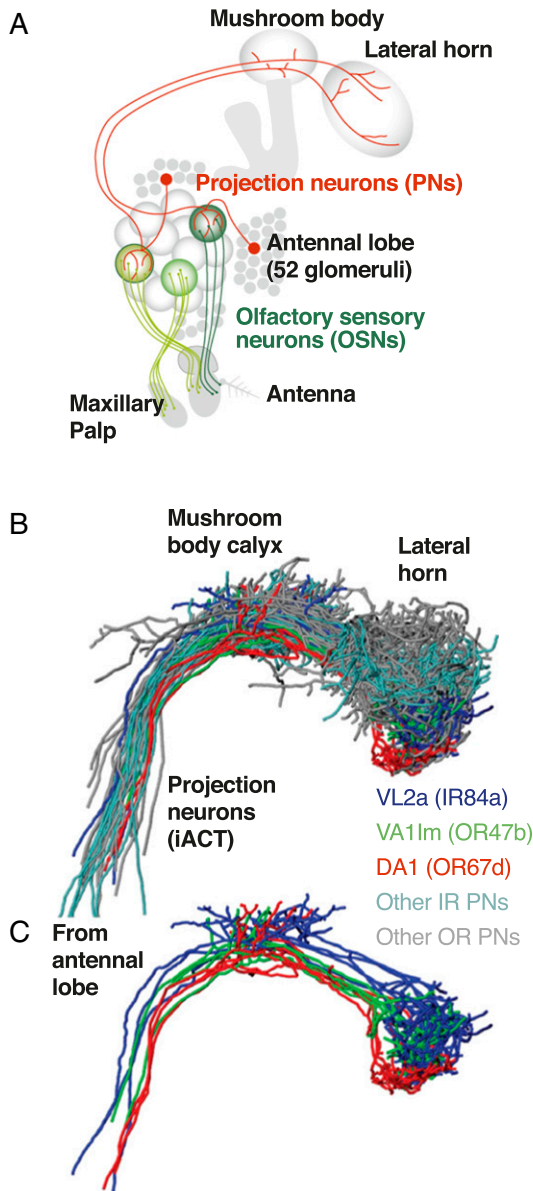 A
Mushroom body
Lateral horn
Projection neurons (PNs)
Antennal lobe
(52 glomeruli)
Olfactory sensory
neurons (OSNs)
Antenna
Maxillary
Palp
B
Mushroom
body calyx
Lateral
horn
Projection
neurons
(iACT)
VL2a (IR84a)
VA1lm (OR47b)
DA1 (OR67d)
Other IR PNs
Other OR PNs
C
From
antennal
lobe